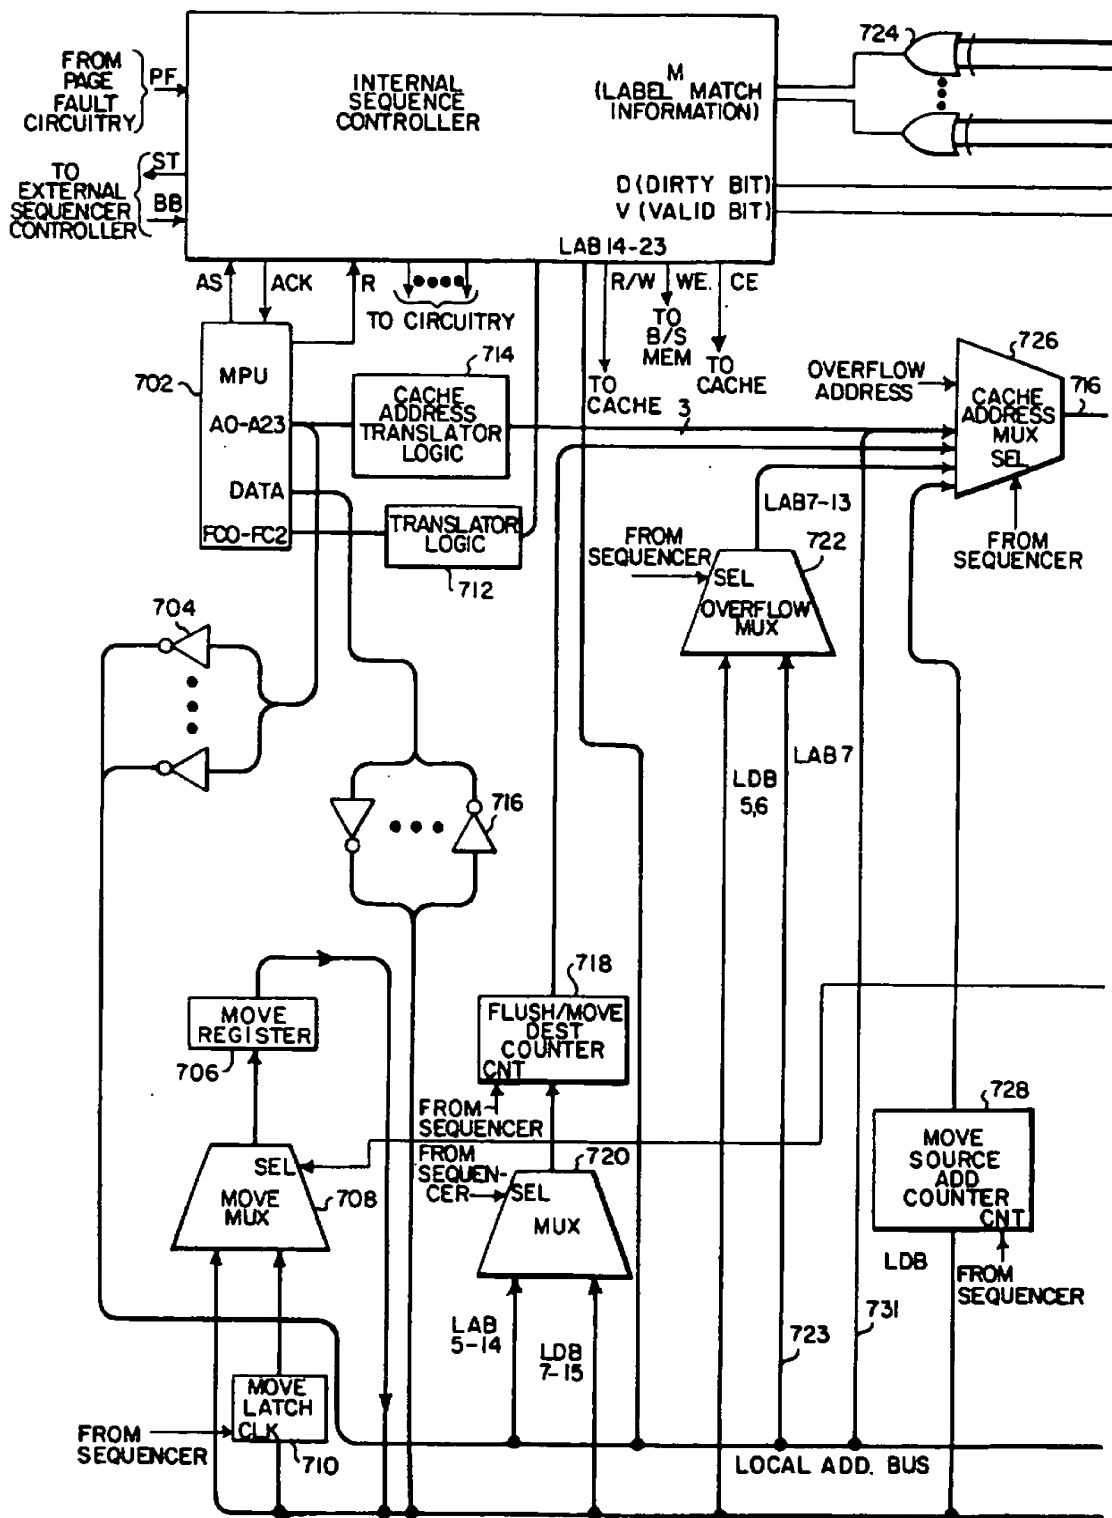 724
FROM
PAGE
FAULT
CIRCUITRY
PF
INTERNAL
SEQUENCE
CONTROLLER
M
(LABEL MATCH
INFORMATION)
TO
EXTERNAL
SEQUENCER
CONTROLLER
ST
BB
D (DIRTY BIT)
V (VALID BIT)
LAB 14-23
AS
ACK
R
R/W
WE.
CE
TO CIRCUITRY
TO
B/S
MEM
TO
CACHE
TO
CACHE
702
MPU
A0-A23
DATA
FC0-FC2
714
CACHE
ADDRESS
TRANSLATOR
LOGIC
3
TRANSLATOR
LOGIC
712
OVERFLOW
ADDRESS
726
CACHE
ADDRESS
MUX
SEL
716
FROM
SEQUENCER
LAB7-13
FROM
SEQUENCER
722
SEL
OVERFLOW
MUX
704
LAB 7
LDB
5,6
716
718
FLUSH/MOVE
DEST
COUNTER
CNT
MOVE
REGISTER
706
FROM
SEQUENCER
FROM
SEQUEN-
CER
720
SEL
MUX
728
MOVE
SOURCE
ADD
COUNTER
CNT
SEL
MOVE
MUX
708
LDB
FROM
SEQUENCER
LAB
5-14
LDB
7-15
723
731
MOVE
LATCH
CLK
FROM
SEQUENCER
710
LOCAL ADD. BUS